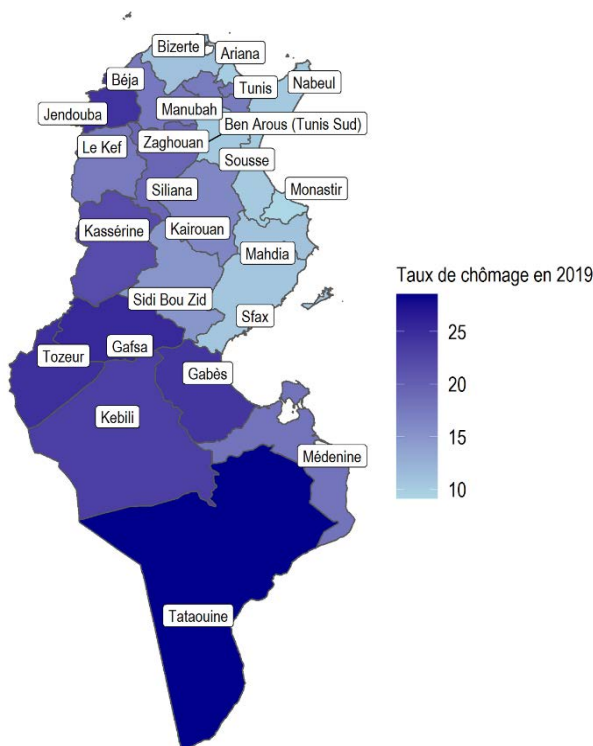 Bizerte
Ariana
Béja
Tunis
Nabeul
Jendouba
Manubah
Ben Arous (Tunis Sud)
Le Kef
Zaghouan
Sousse
Siliana
Monastir
Kassérine
Kairouan
Mahdia
Taux de chômage en 2019
Sidi Bou Zid
Sfax
25
Tozeur
Gafsa
Gabès
20
Kebili
15
Médenine
10
Tataouine